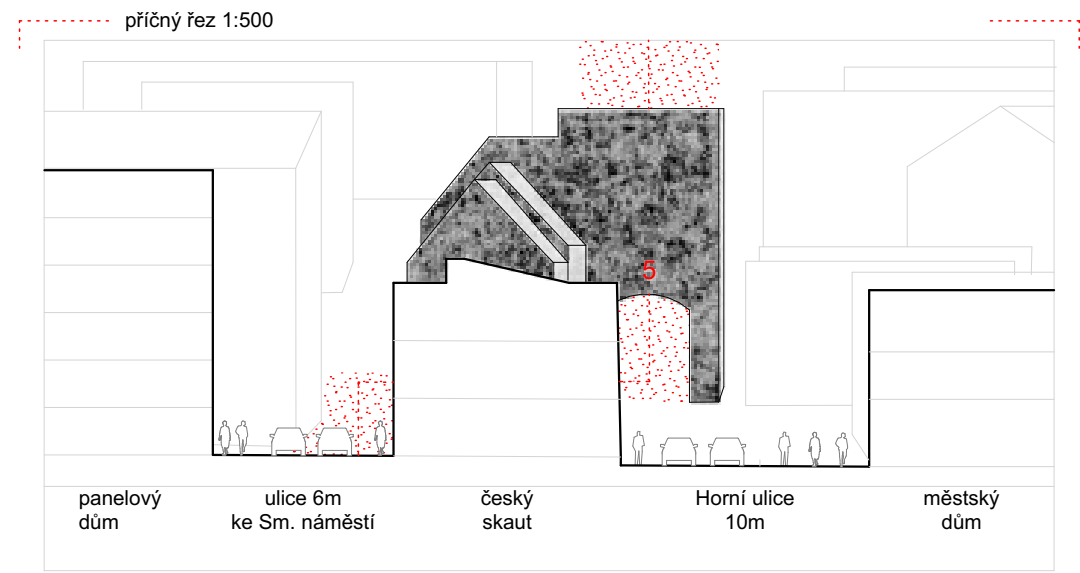 příčný řez 1:500
5
panelový
dům
ulice 6m
ke Sm. náměstí
český
skaut
Horní ulice
10m
městský
dům